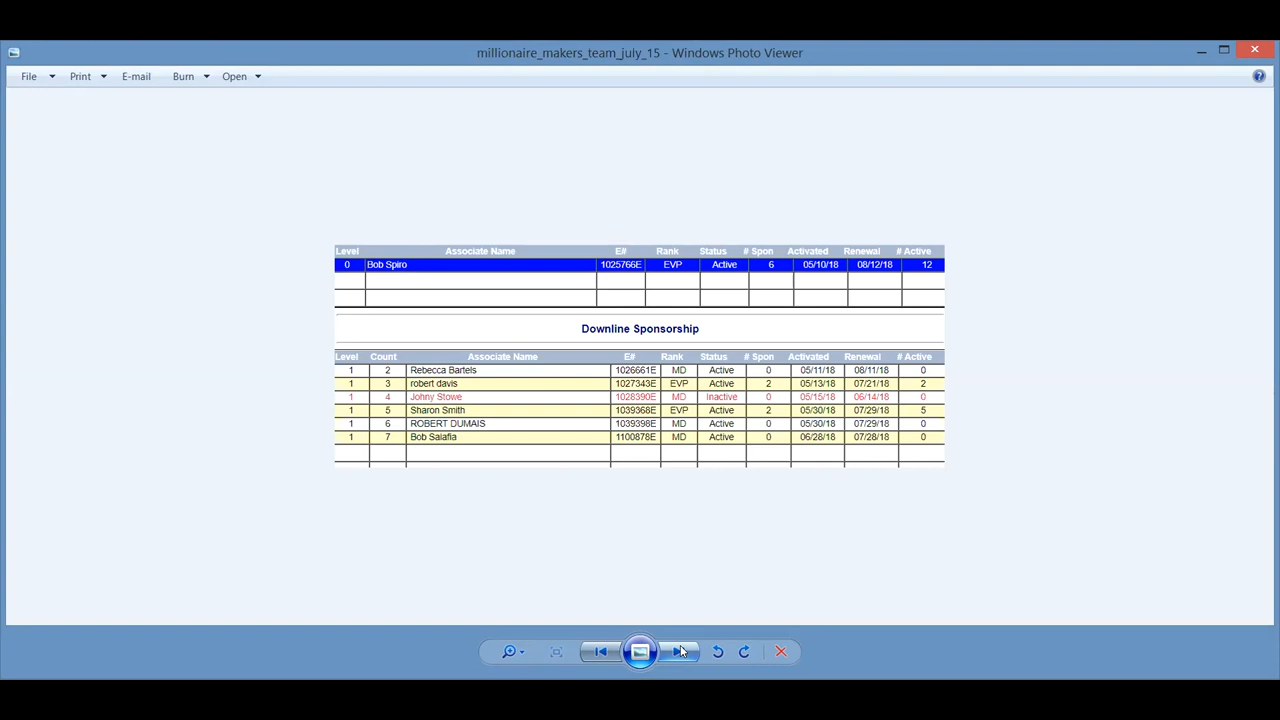 millionaire_makers_team_july_15 - Windows Photo Viewer
File Print E-mail Burn Open
Level Associate Name E# Rank Status # Spon Activated Renewal # Active
0 Bob Spiro 1025766E EVP Active 6 05/10/18 08/12/18 12
Downline Sponsorship
Level Count Associate Name E# Rank Status # Spon Activated Renewal # Active
1 2 Rebecca Bartels 1026661E MD Active 0 05/11/18 08/11/18 0
1 3 robert davis 1027343E EVP Active 2 05/13/18 07/21/18 2
1 4 Johny Stowe 1028390E MD Inactive 0 05/15/18 06/14/18 0
1 5 Sharon Smith 1039368E EVP Active 2 05/30/18 07/29/18 5
1 6 ROBERT DUMAIS 1039398E MD Active 0 05/30/18 07/29/18 0
1 7 Bob Salafia 1100878E MD Active 0 06/28/18 07/28/18 0